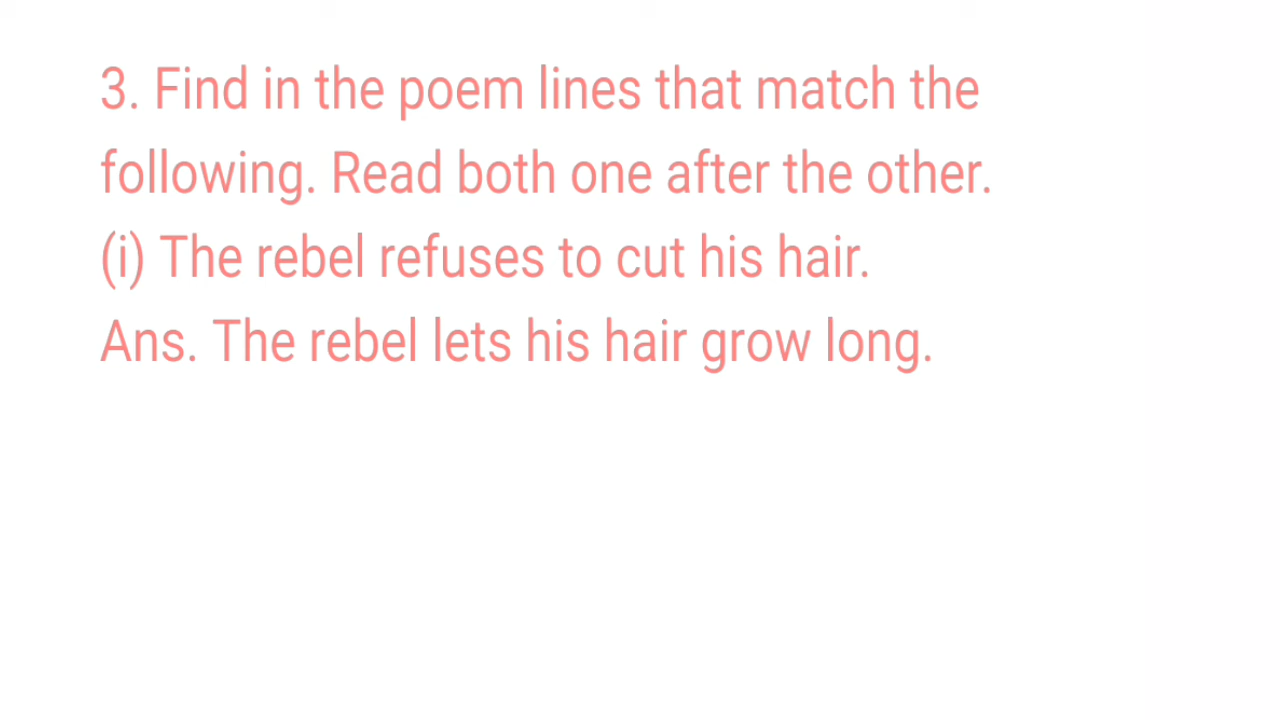 3. Find in the poem lines that match the
following. Read both one after the other.
(i) The rebel refuses to cut his hair.
Ans. The rebel lets his hair grow long.